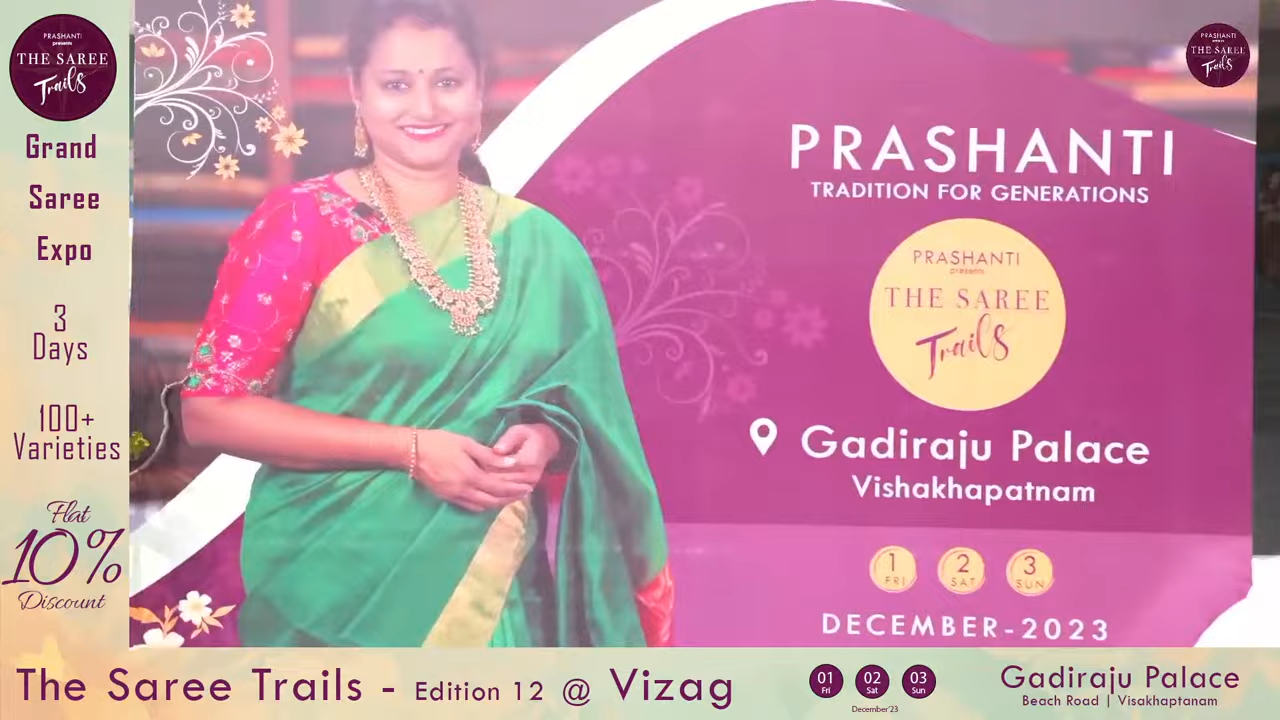 PRASHANTI
presents
THE SAREE
Trails
Grand
Saree
Expo
3
Days
100+
Varieties
Flat
10%
Discount
PRASHANTI
TRADITION FOR GENERATIONS
PRASHANTI
presents
THE SAREE
Trails
Gadiraju Palace
Vishakhapatnam
1 2 3
FRI SAT SUN
DECEMBER-2023
PRASHANTI
THE SAREE
Trails
The Saree Trails - Edition 12 @ Vizag
01 02 03
Fri Sat Sun
December'23
Gadiraju Palace
Beach Road | Visakhaptanam